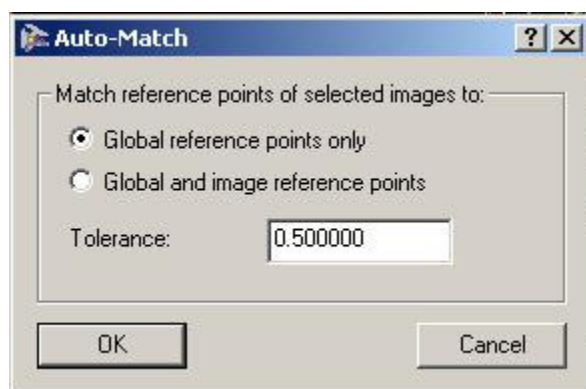 Auto-Match
Match reference points of selected images to:
Global reference points only
Global and image reference points
Tolerance: 0.500000
OK Cancel